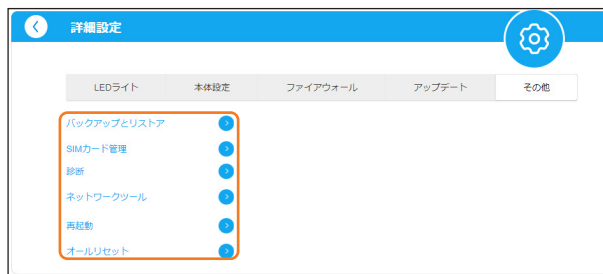 詳細設定
LEDライト 本体設定 ファイアウォール アップデート その他
バックアップとリストア
SIMカード管理
診断
ネットワークツール
再起動
オールリセット